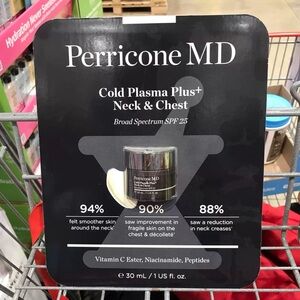 Hydration Never
Perricone MD
Cold Plasma Plus+
Neck & Chest
Broad Spectrum SPF 25
Perricone MD
94%
felt smoother skin
around the neck
90%
saw improvement in
fragile skin on the
chest & décolleté
88%
saw a reduction
in neck creases
Vitamin C Ester, Niacinamide, Peptides
℮ 30 mL / 1 US fl. oz.